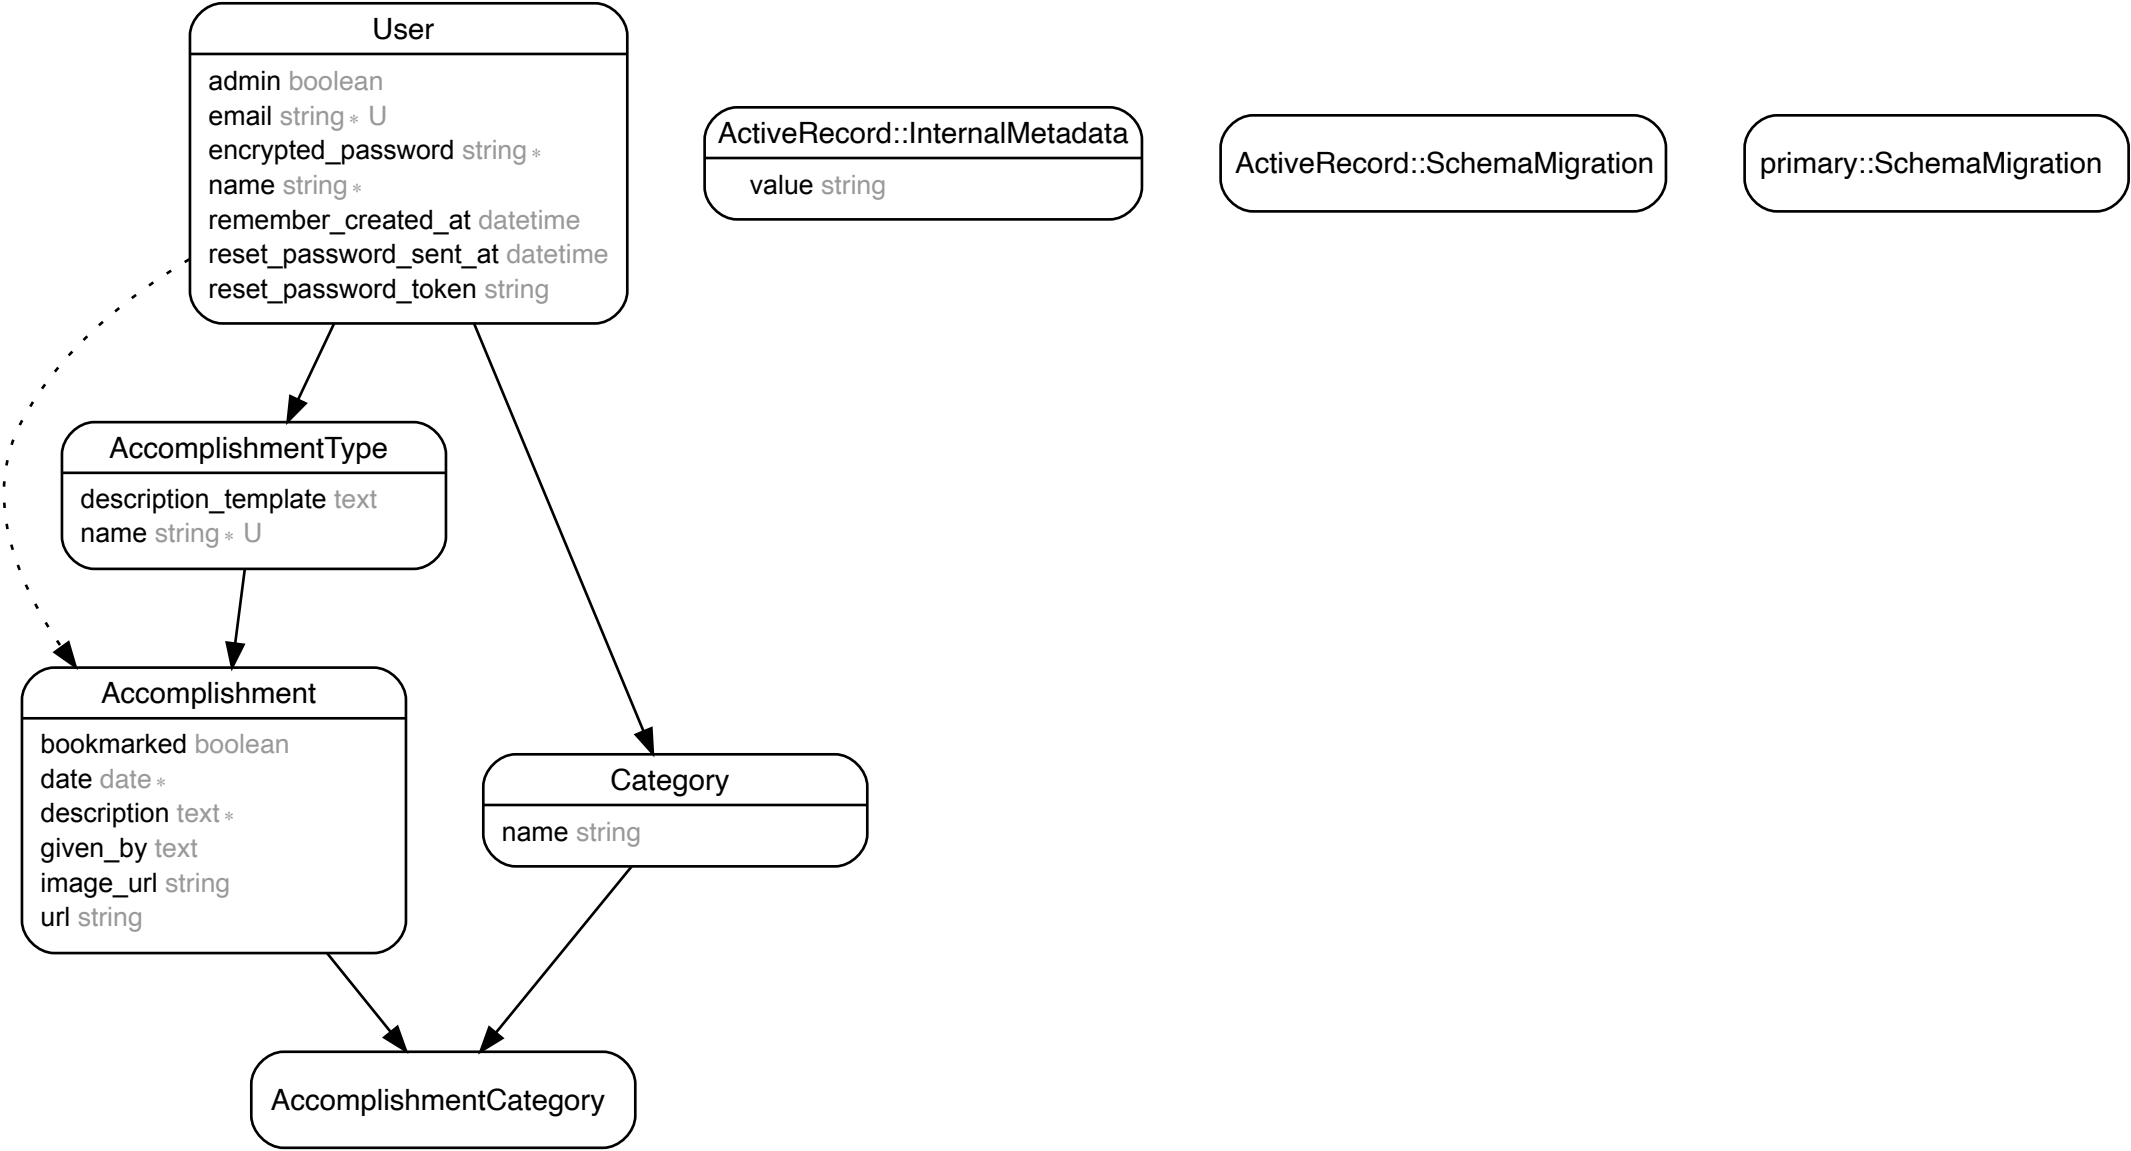 User
admin boolean
email string∗ U
encrypted_password string∗
name string∗
remember_created_at datetime
reset_password_sent_at datetime
reset_password_token string
ActiveRecord::InternalMetadata
value string
ActiveRecord::SchemaMigration
primary::SchemaMigration
AccomplishmentType
description_template text
name string∗ U
Accomplishment
bookmarked boolean
date date∗
description text∗
given_by text
image_url string
url string
Category
name string
AccomplishmentCategory